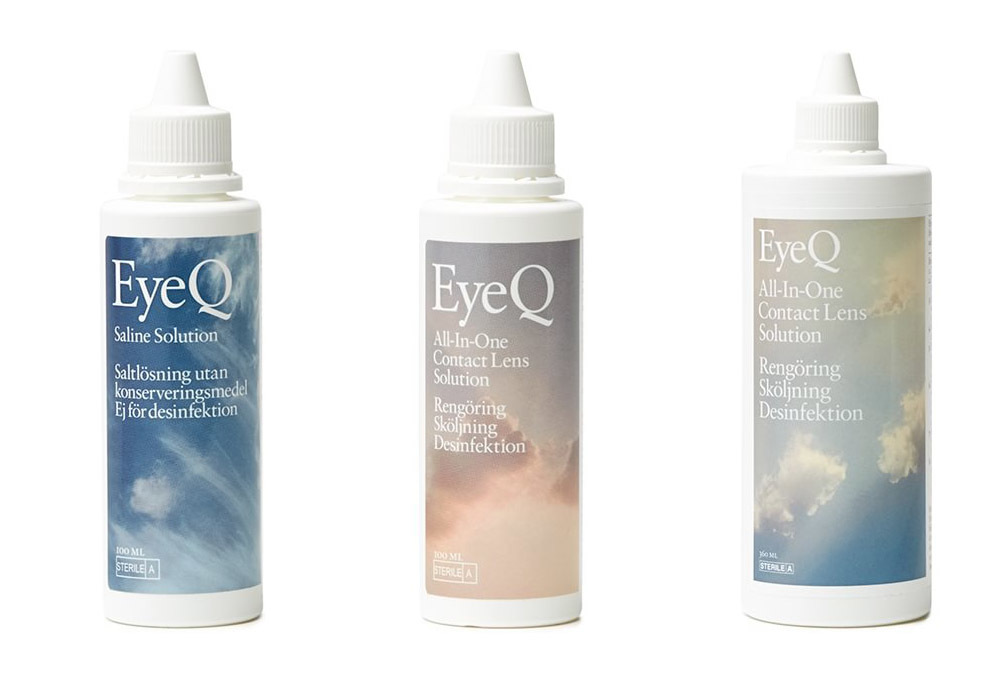 EyeQ
Saline Solution
Saltlösning utan
konserveringsmedel
Ej för desinfektion
100 ML
STERILE A
EyeQ
All-In-One
Contact Lens
Solution
Rengöring
Sköljning
Desinfektion
100 ML
STERILE A
EyeQ
All-In-One
Contact Lens
Solution
Rengöring
Sköljning
Desinfektion
360 ML
STERILE A